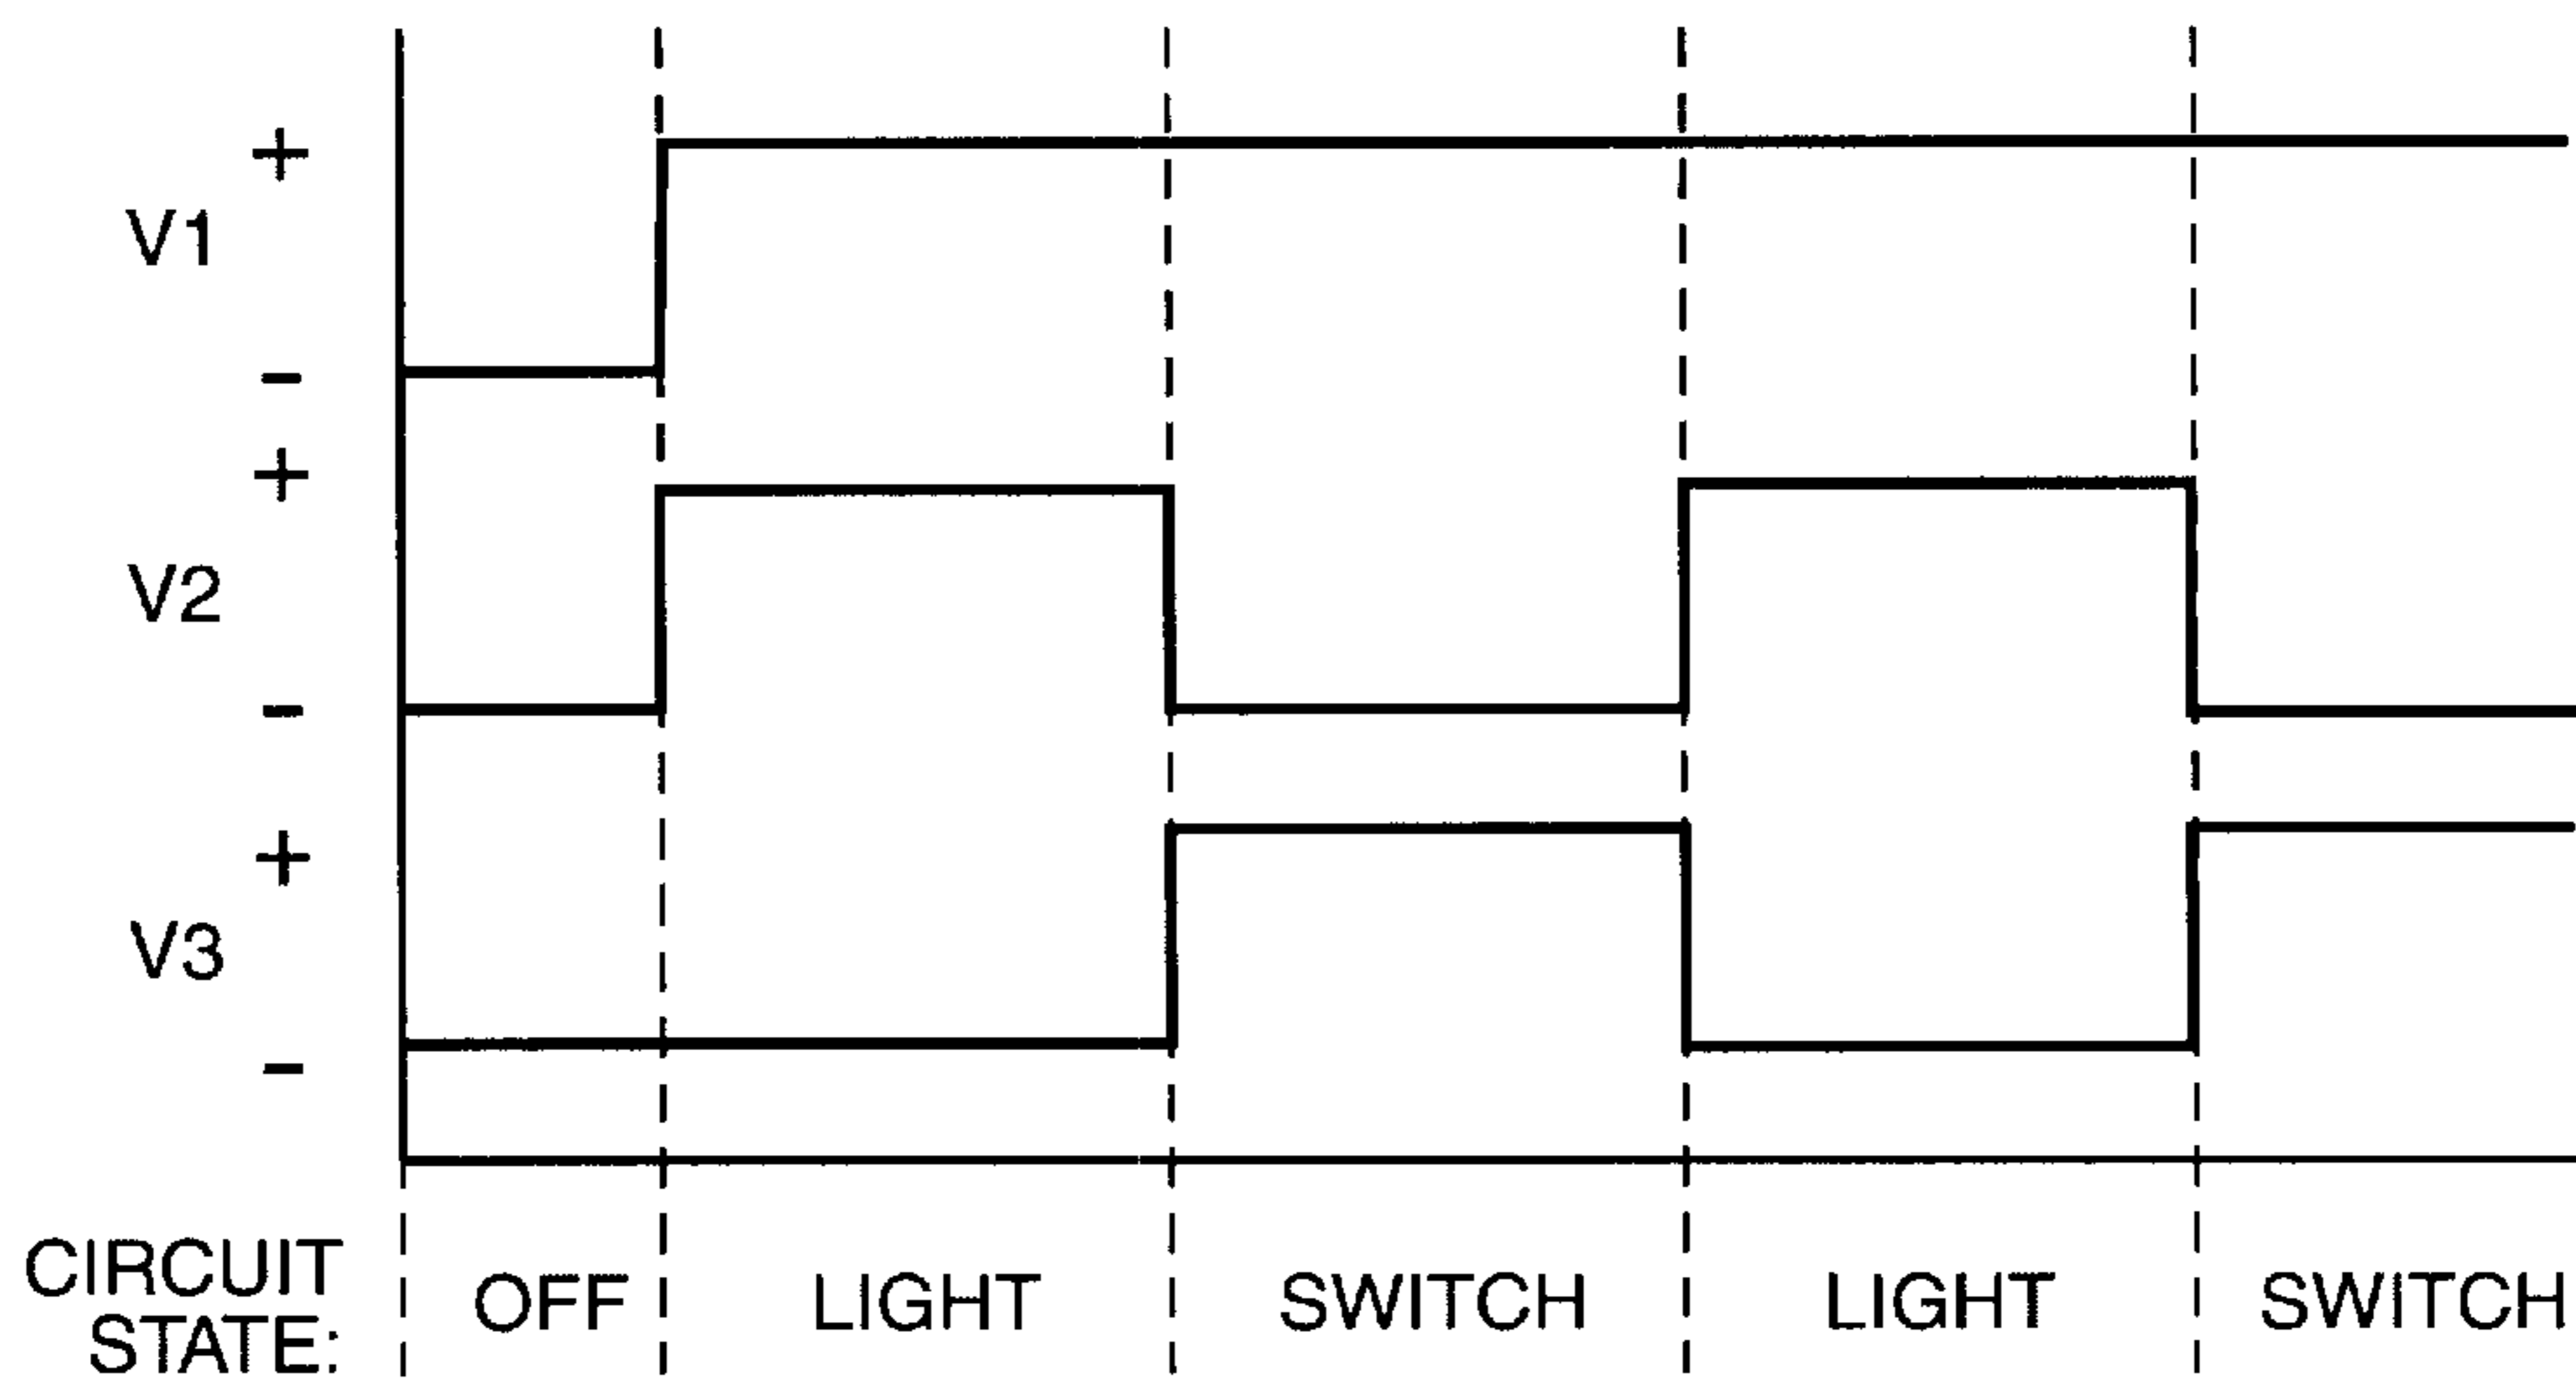 +
V1
-
+
V2
-
+
V3
-
CIRCUIT STATE: OFF LIGHT SWITCH LIGHT SWITCH